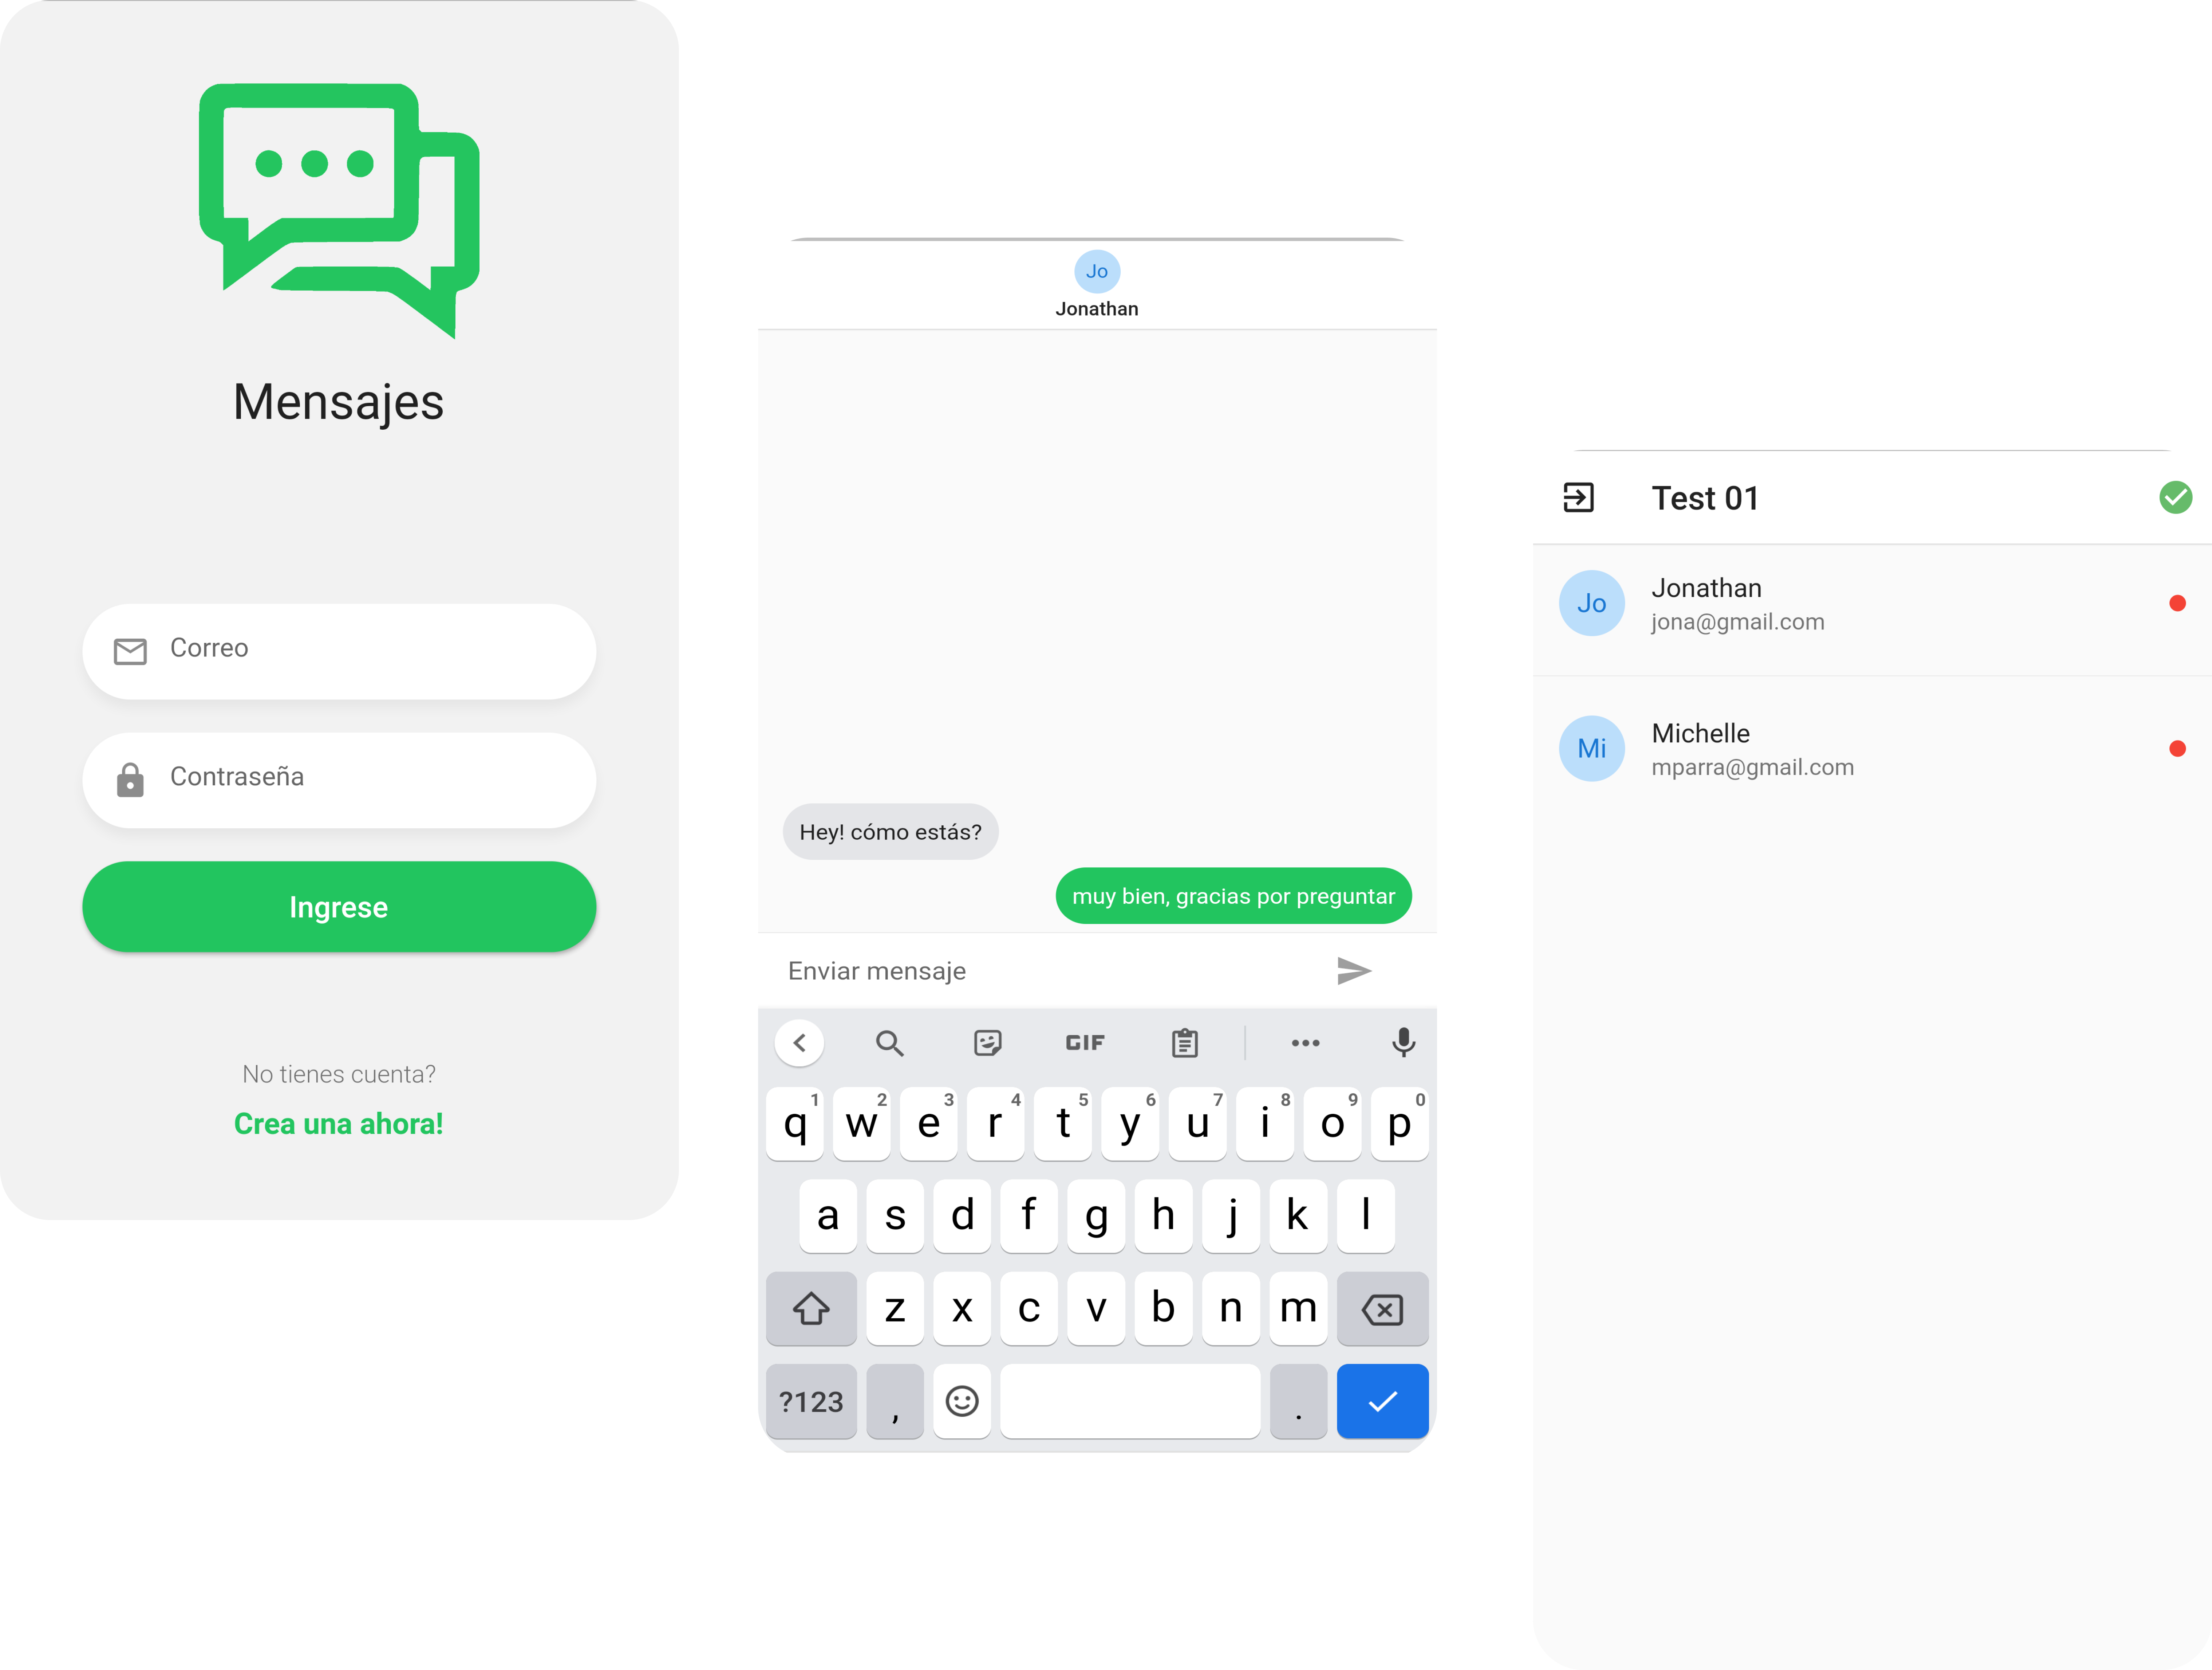 Mensajes
Correo
Contraseña
Ingrese
No tienes cuenta?
Crea una ahora!
Jo
Jonathan
Hey! cómo estás?
muy bien, gracias por preguntar
Enviar mensaje
GIF
q 1 w 2 e 3 r 4 t 5 y 6 u 7 i 8 o 9 p 0
a s d f g h j k l
z x c v b n m
?123 , .
Test 01
Jo
Jonathan
jona@gmail.com
Mi
Michelle
mparra@gmail.com